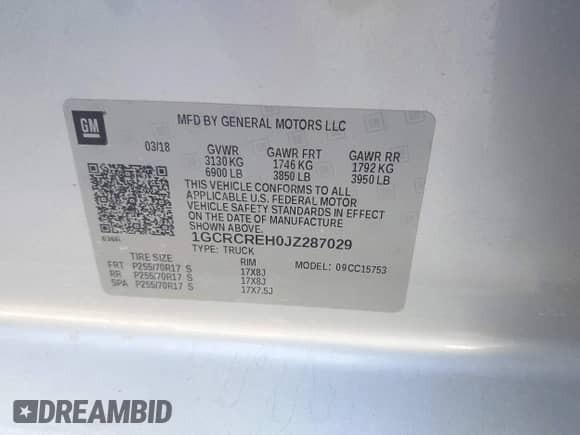 GM
MFD BY GENERAL MOTORS LLC
03/18 GVWR GAWR FRT GAWR RR
3130 KG 1746 KG 1792 KG
6900 LB 3850 LB 3950 LB
THIS VEHICLE CONFORMS TO ALL
APPLICABLE U.S. FEDERAL MOTOR
VEHICLE SAFETY STANDARDS IN EFFECT
ON THE DATE OF MANUFACTURE
SHOWN ABOVE.
1GCRCREH0JZ287029
TYPE: TRUCK
MODEL: 09CC15753
TIRE SIZE RIM
FRT P255/70R17 S 17X8J
RR P255/70R17 S 17X8J
SPA P255/70R17 S 17X7.5J
DREAMBID